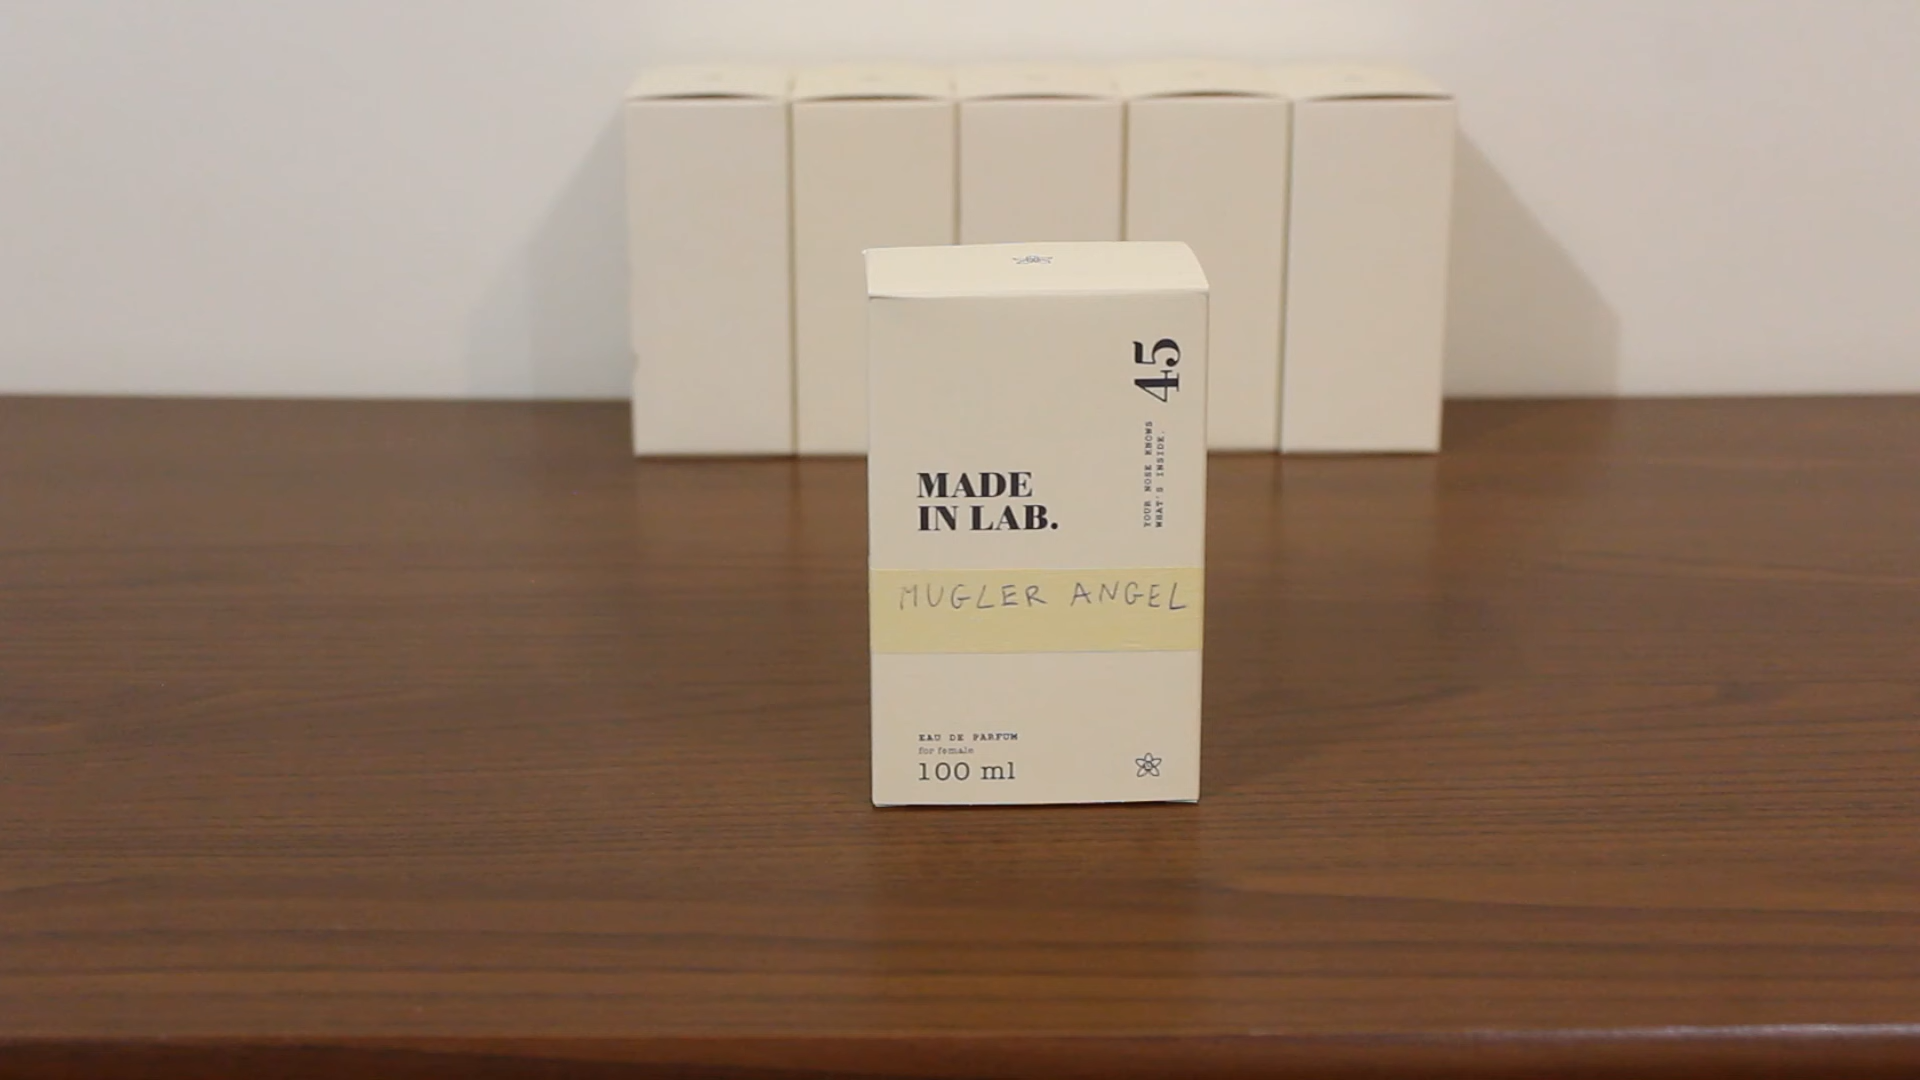 45
YOUR NOSE KNOWS
WHAT'S INSIDE.
MADE
IN LAB.
MUGLER ANGEL
EAU DE PARFUM
for female
100 ml